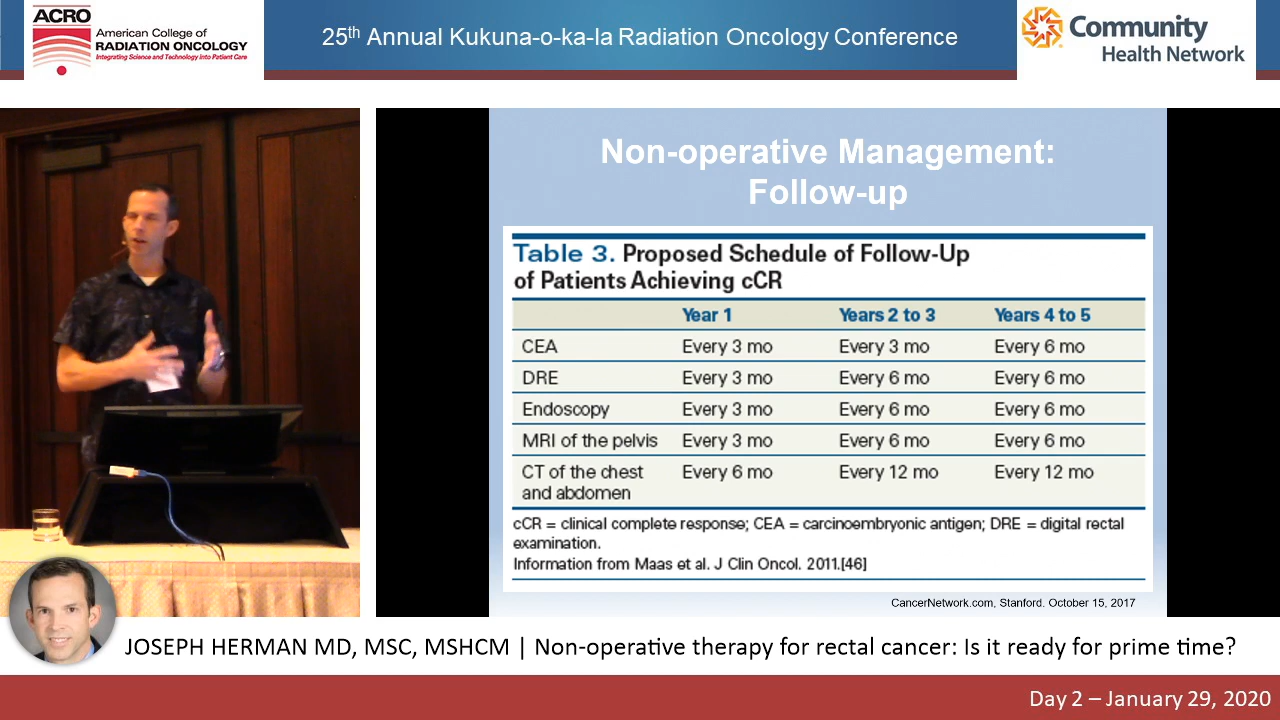 ACRO
American College of
RADIATION ONCOLOGY
Integrating Science and Technology Into Patient Care
25th Annual Kukuna-o-ka-la Radiation Oncology Conference
Community
Health Network
Non-operative Management:
Follow-up
Table 3. Proposed Schedule of Follow-Up
of Patients Achieving cCR
Year 1 Years 2 to 3 Years 4 to 5
CEA Every 3 mo Every 3 mo Every 6 mo
DRE Every 3 mo Every 6 mo Every 6 mo
Endoscopy Every 3 mo Every 6 mo Every 6 mo
MRI of the pelvis Every 3 mo Every 6 mo Every 6 mo
CT of the chest Every 6 mo Every 12 mo Every 12 mo
and abdomen
cCR = clinical complete response; CEA = carcinoembryonic antigen; DRE = digital rectal
examination.
Information from Maas et al. J Clin Oncol. 2011.[46]
CancerNetwork.com, Stanford. October 15, 2017
JOSEPH HERMAN MD, MSC, MSHCM | Non-operative therapy for rectal cancer: Is it ready for prime time?
Day 2 – January 29, 2020